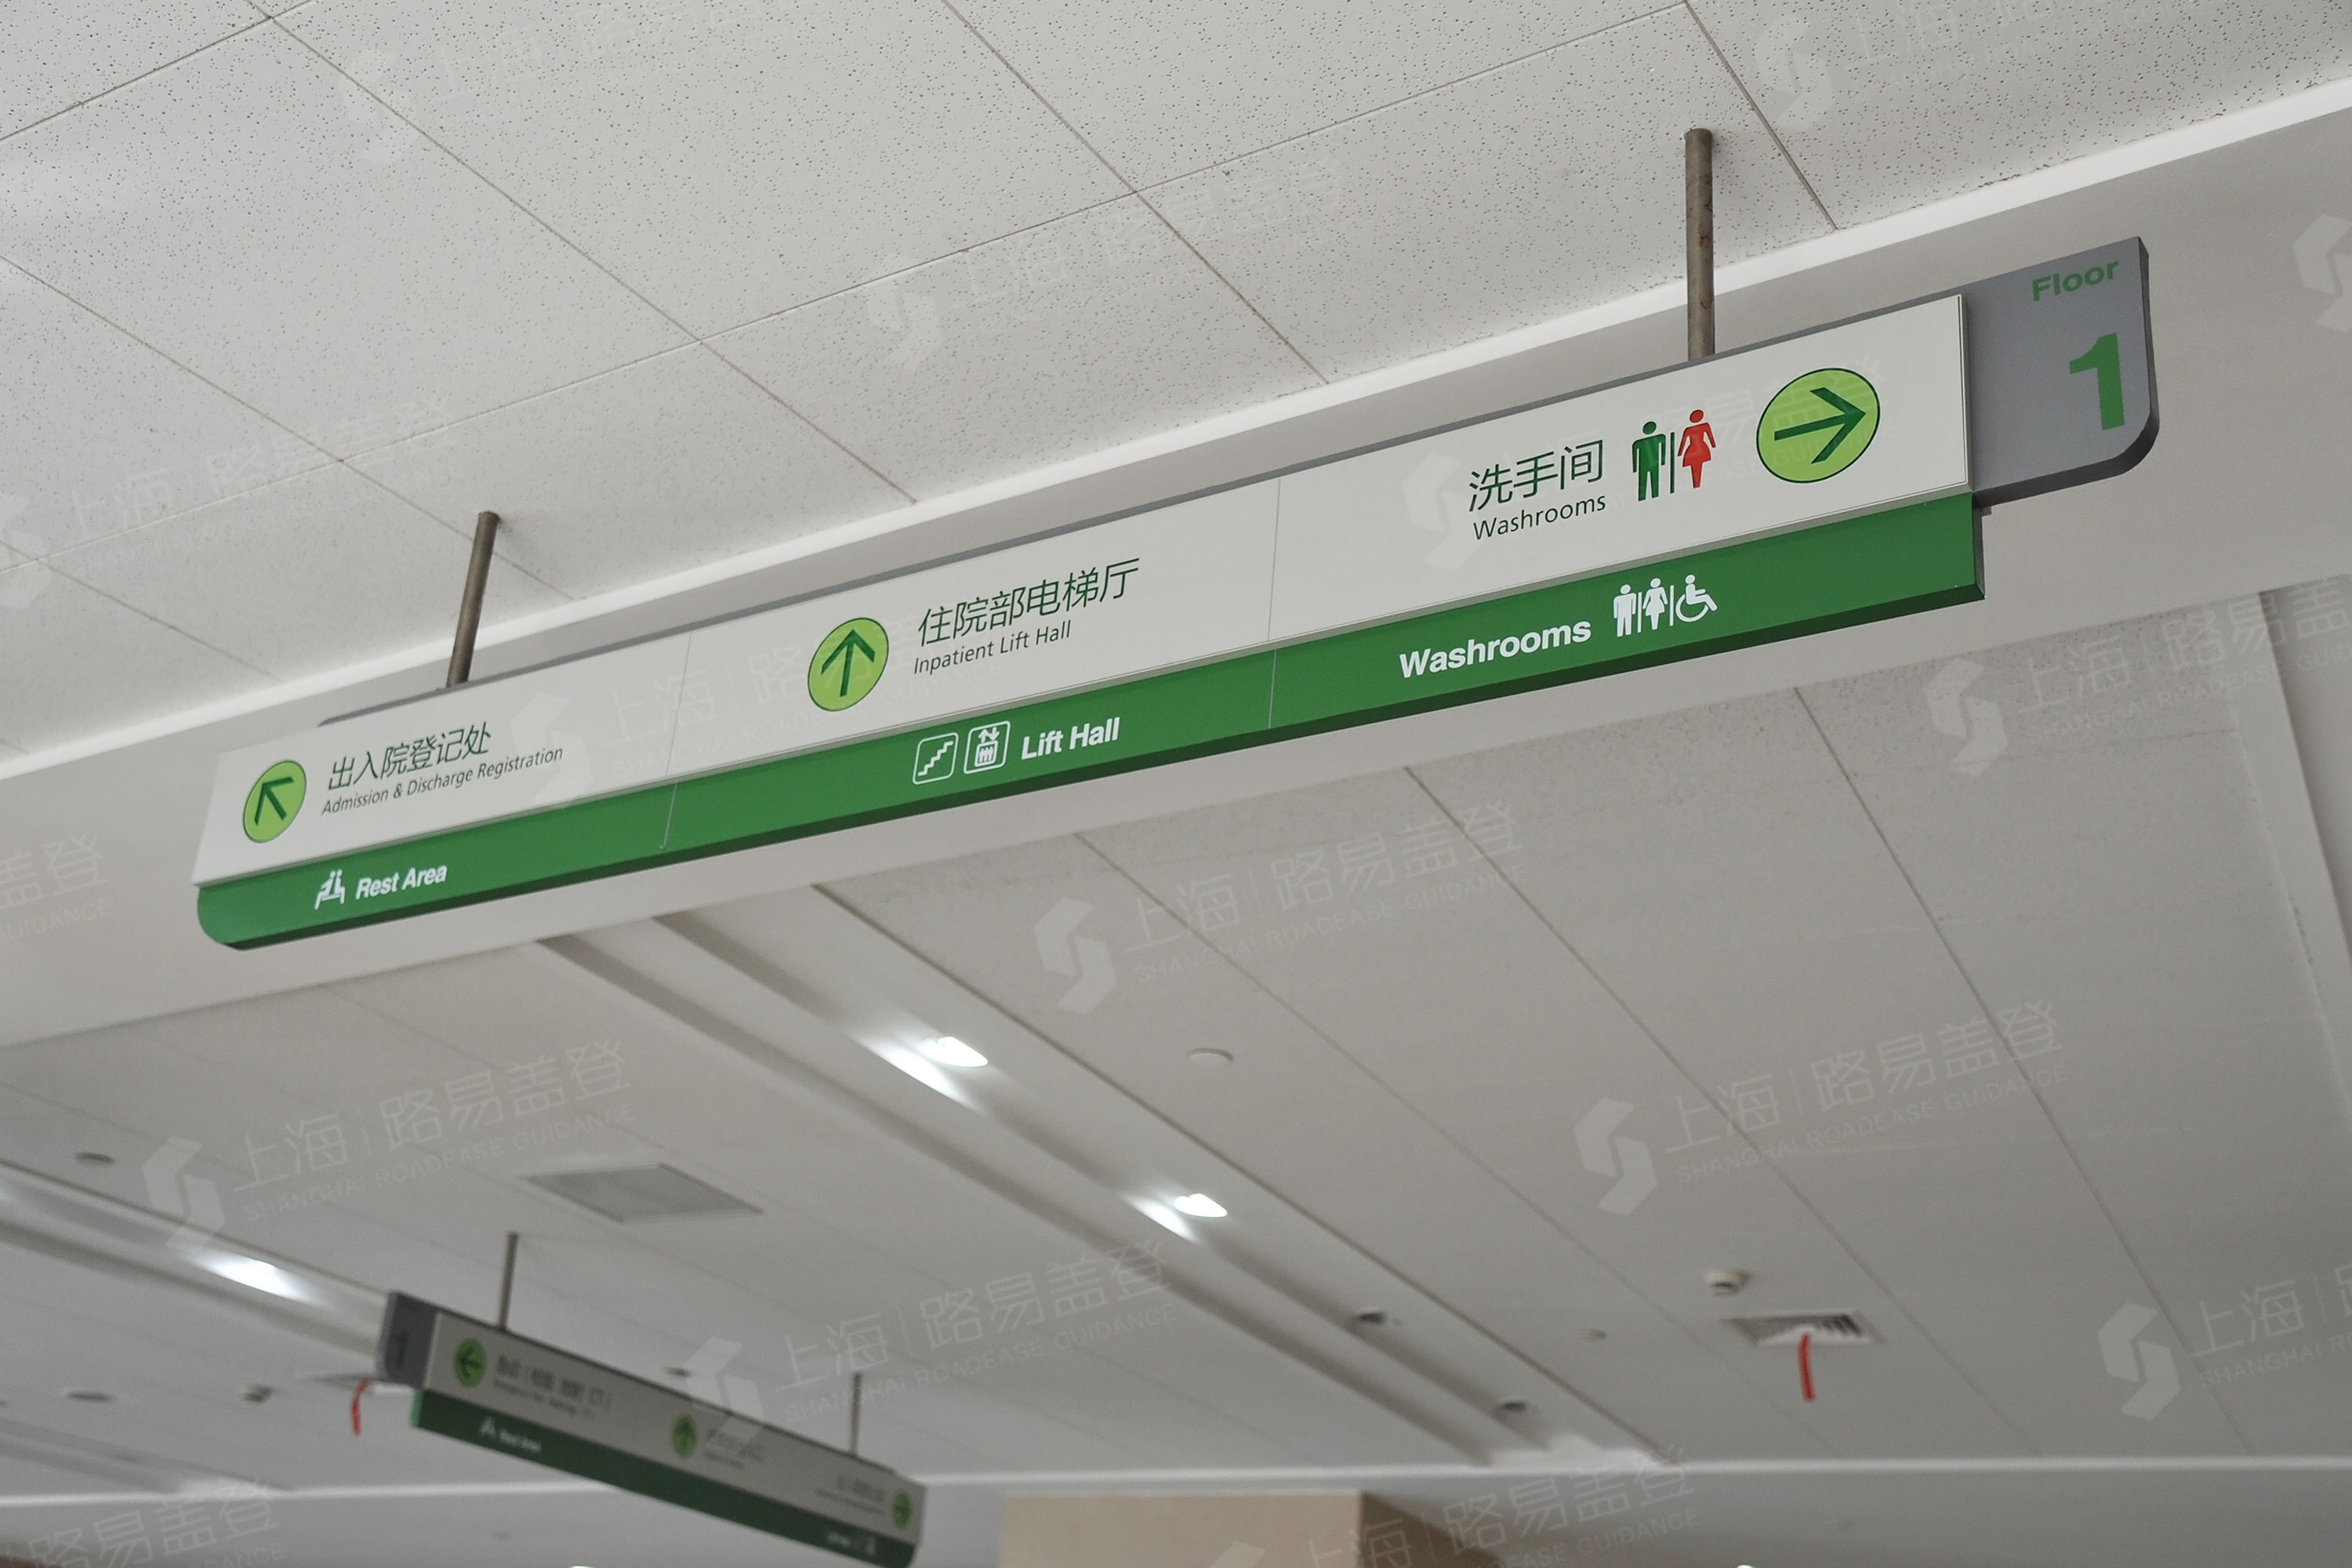 Floor
1
洗手间
Washrooms
住院部电梯厅
Inpatient Lift Hall
出入院登记处
Admission & Discharge Registration
Washrooms
Lift Hall
Rest Area
Rest Area
上海 | 路易盖登
SHANGHAI ROADEASE GUIDANCE